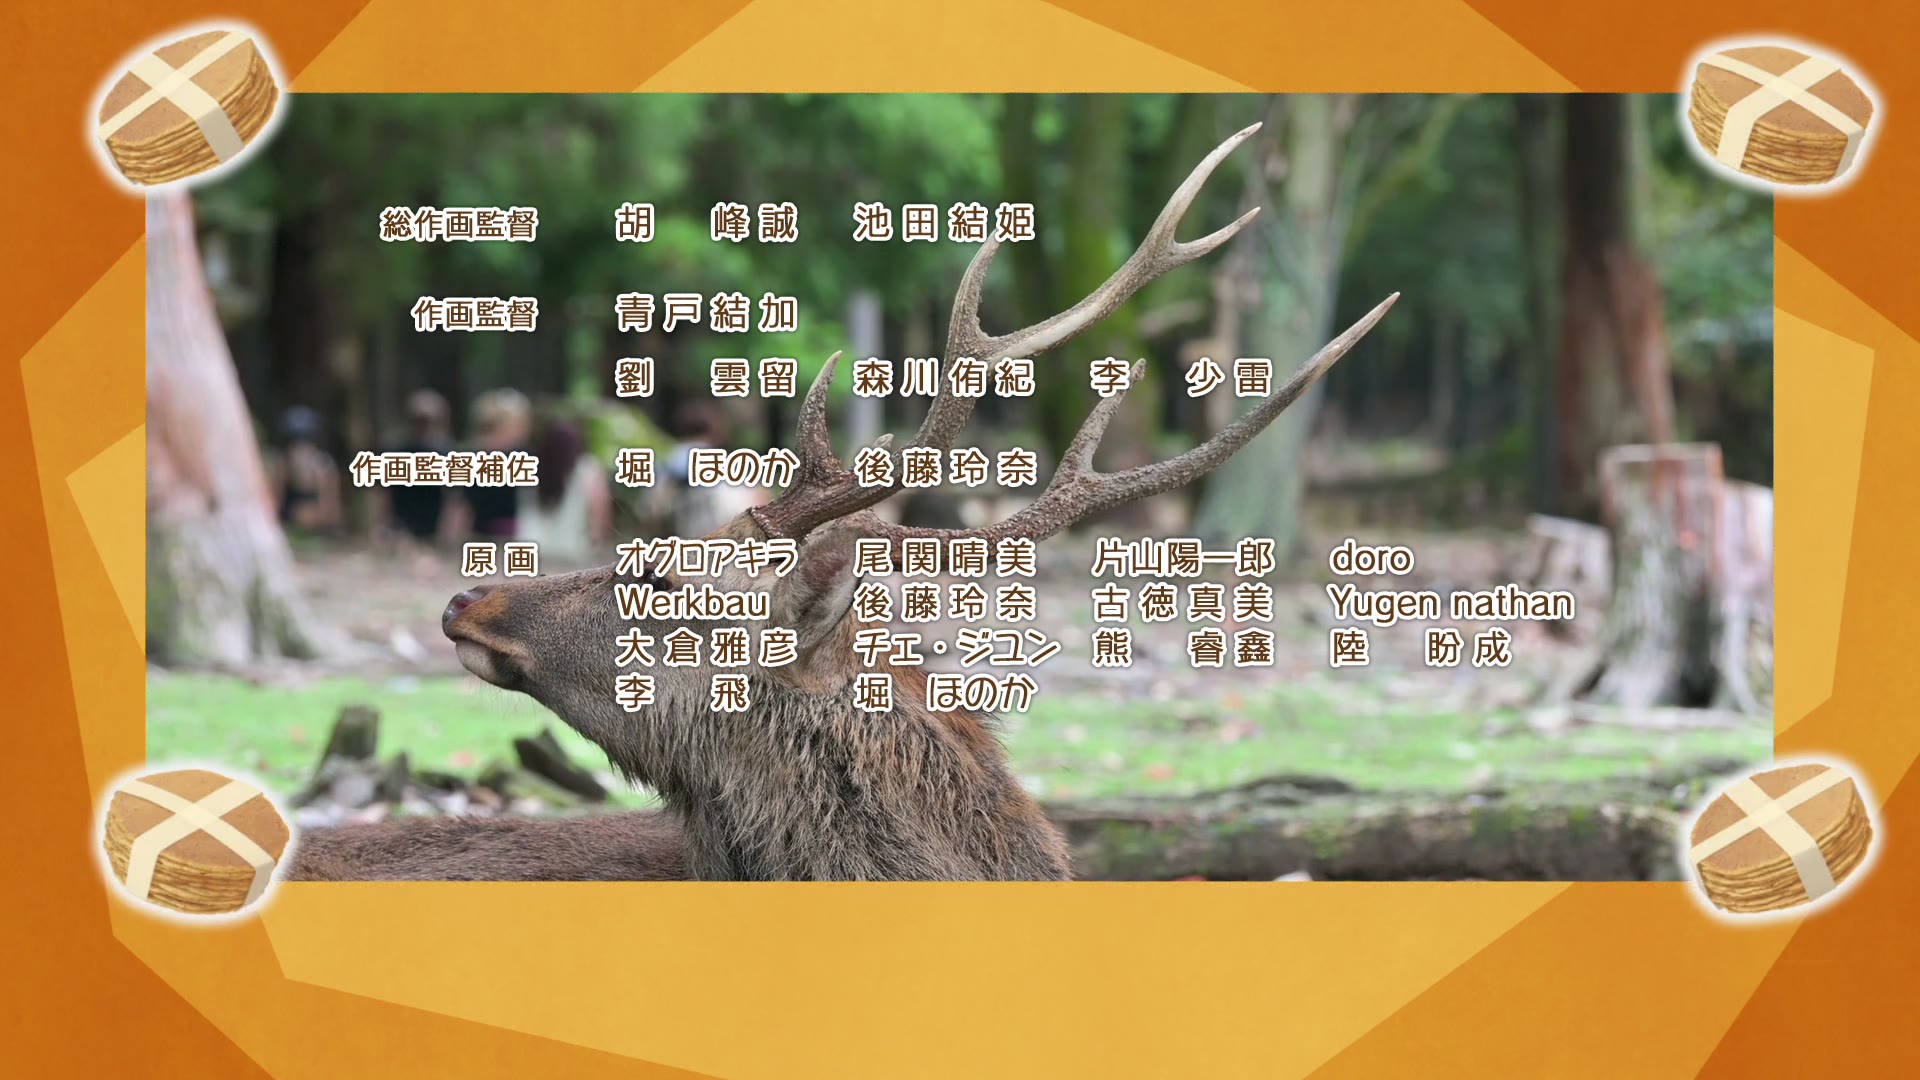 総作画監督 胡 峰誠 池田結姫
作画監督 青戸結加
劉 雲留 森川侑紀 李 少雷
作画監督補佐 堀 ほのか 後藤玲奈
原画 オグロアキラ 尾関晴美 片山陽一郎 doro
Werkbau 後藤玲奈 古徳真美 Yugen nathan
大倉雅彦 チェ・ジユン 熊 睿鑫 陸 盼成
李 飛 堀 ほのか